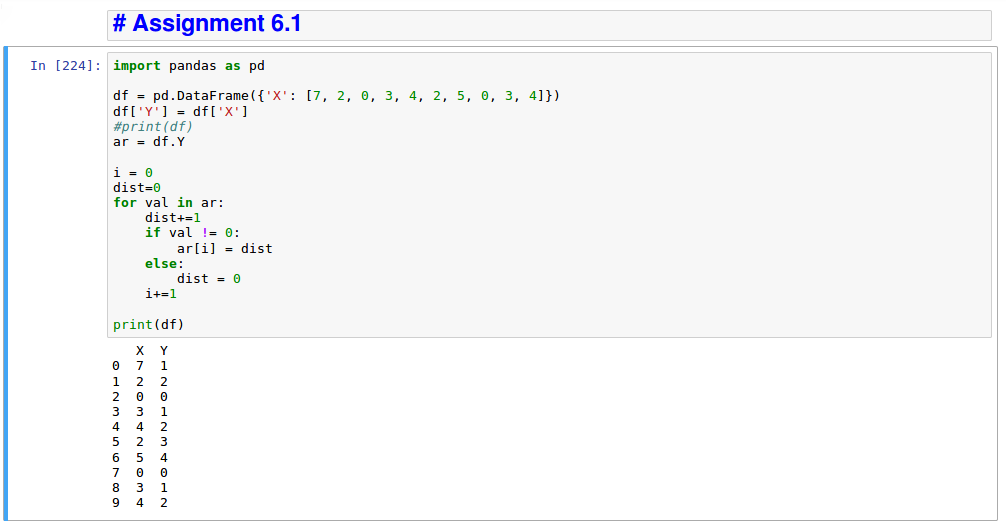 # Assignment 6.1
In [224]:
import pandas as pd
df = pd.DataFrame({'X': [7, 2, 0, 3, 4, 2, 5, 0, 3, 4]})
df['Y'] = df['X']
#print(df)
ar = df.Y
i = 0
dist=0
for val in ar:
    dist+=1
    if val != 0:
        ar[i] = dist
    else:
        dist = 0
    i+=1
print(df)
   X  Y
0  7  1
1  2  2
2  0  0
3  3  1
4  4  2
5  2  3
6  5  4
7  0  0
8  3  1
9  4  2